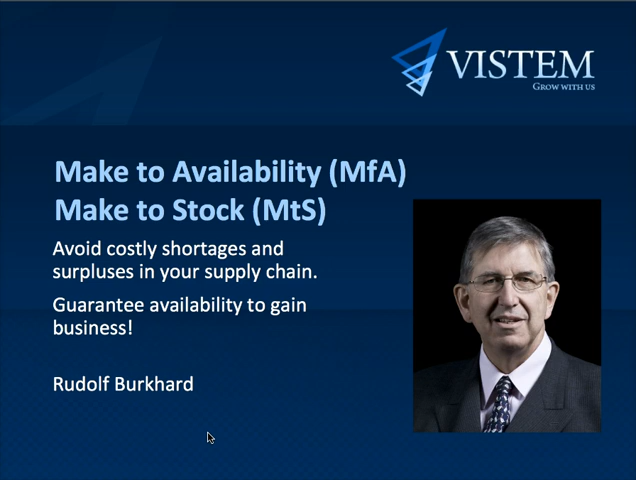 VISTEM
GROW WITH US
Make to Availability (MfA)
Make to Stock (MtS)
Avoid costly shortages and
surpluses in your supply chain.
Guarantee availability to gain
business!
Rudolf Burkhard